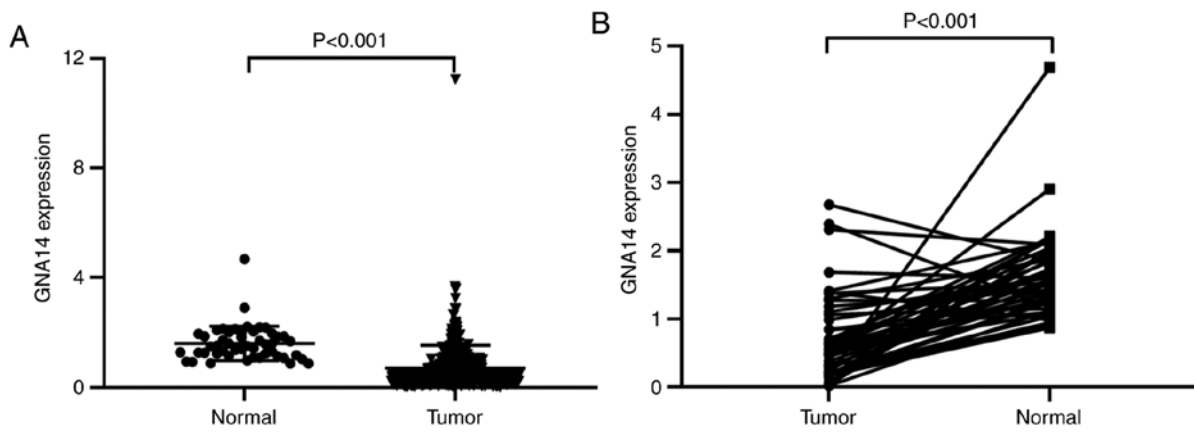 A
P<0.001
12
8
4
0
GNA14 expression
Normal
Tumor
B
P<0.001
5
4
3
2
1
0
GNA14 expression
Tumor
Normal